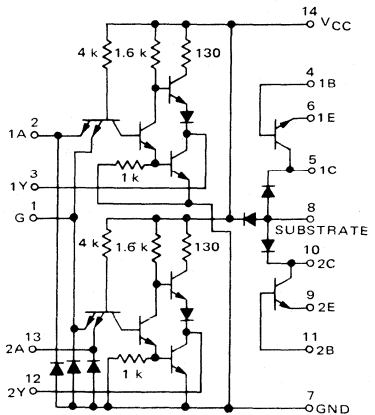 14
VCC
4 k 1.6 k 130
4
1B
6
1E
2
1A
5
1C
3
1Y
1 k
G 1
8
SUBSTRATE
4 k 1.6 k 130
10
2C
9
2E
13
2A
11
2B
1 k
12
2Y
7
GND